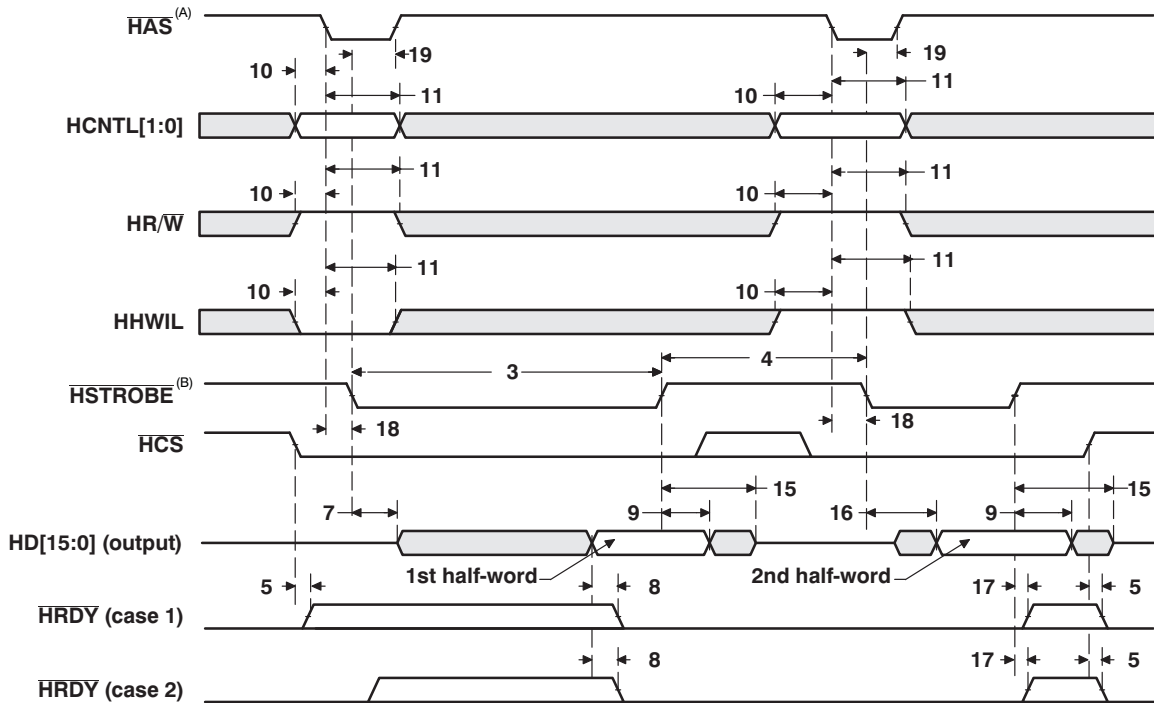 HAS (A)
19 19
10
11 10 11
HCNTL[1:0]
11 11
10 10
HR/W
11 11
10 10
HHWIL
4
3
HSTROBE (B)
18 18
HCS
15 15
7 9 16 9
HD[15:0] (output)
1st half-word 2nd half-word
5 8 17 5
HRDY (case 1)
8 17 5
HRDY (case 2)